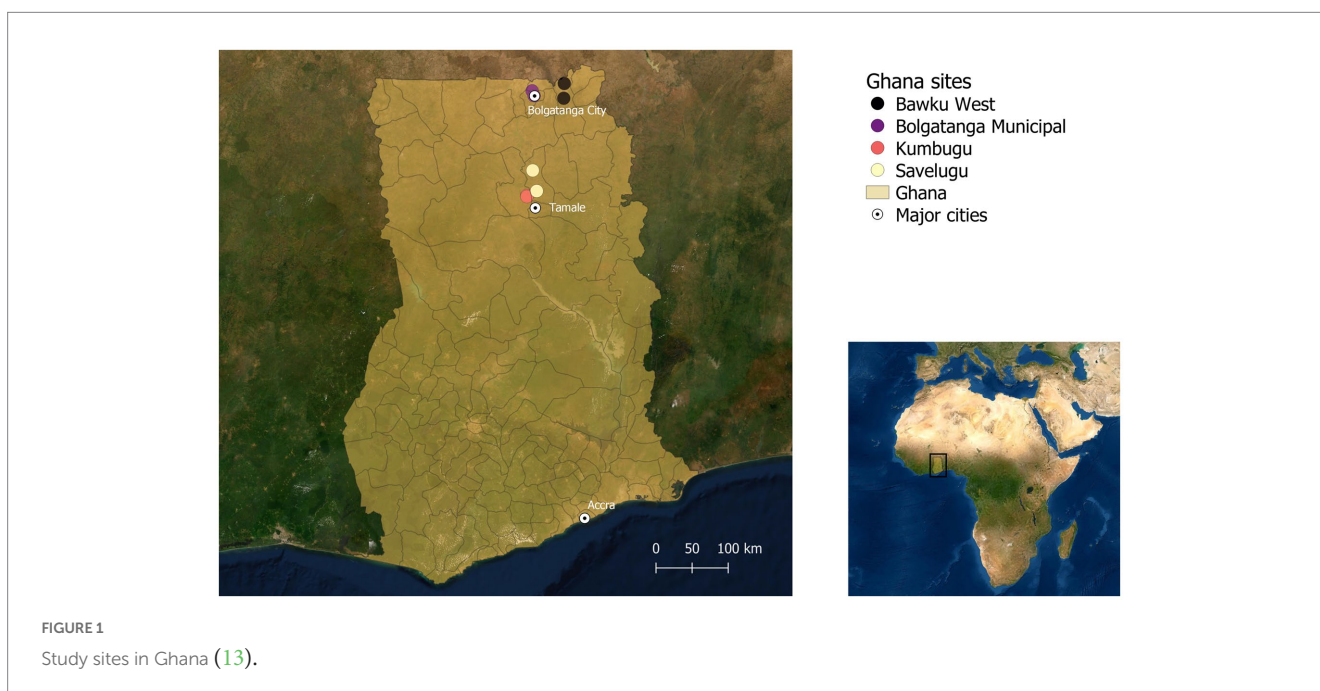 Bolgatanga City
Tamale
Accra
0 50 100 km
Ghana sites
Bawku West
Bolgatanga Municipal
Kumbugu
Savelugu
Ghana
Major cities
FIGURE 1
Study sites in Ghana (13).